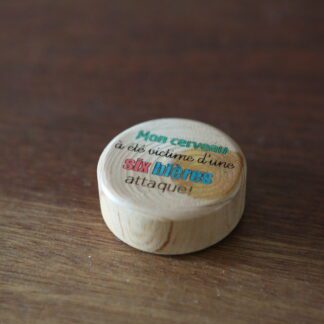 Mon cerveau
à été victime d'une
six bières
attaque!